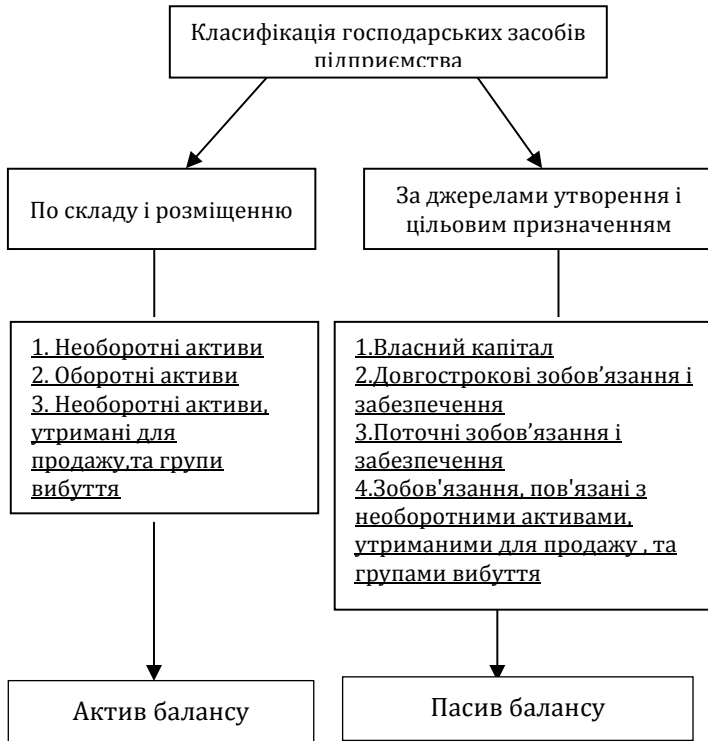 Класифікація господарських засобів
підприємства
По складу і розміщенню
За джерелами утворення і
цільовим призначенням
1. Необоротні активи
2. Оборотні активи
3. Необоротні активи,
утримані для
продажу,та групи
вибуття
1.Власний капітал
2.Довгострокові зобов’язання і
забезпечення
3.Поточні зобов’язання і
забезпечення
4.Зобов'язання, пов'язані з
необоротними активами,
утриманими для продажу , та
групами вибуття
Актив балансу
Пасив балансу